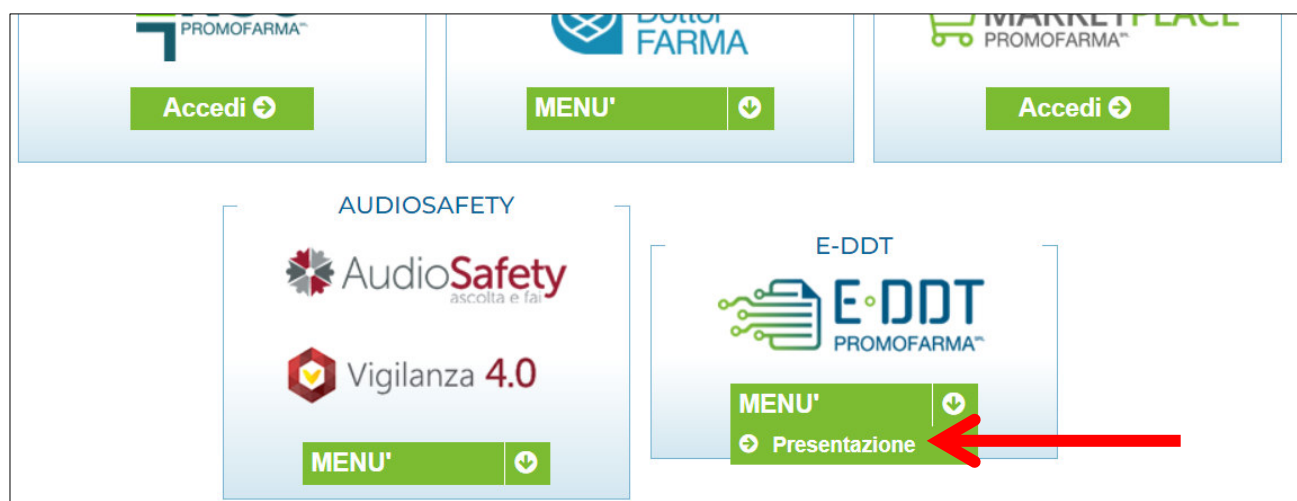 PROMOFARMA
FARMA
MARKETPLACE
PROMOFARMA
Accedi
MENU'
Accedi
AUDIOSAFETY
AudioSafety
ascolta e fai
Vigilanza 4.0
MENU'
E-DDT
E-DDT
PROMOFARMA
MENU'
Presentazione